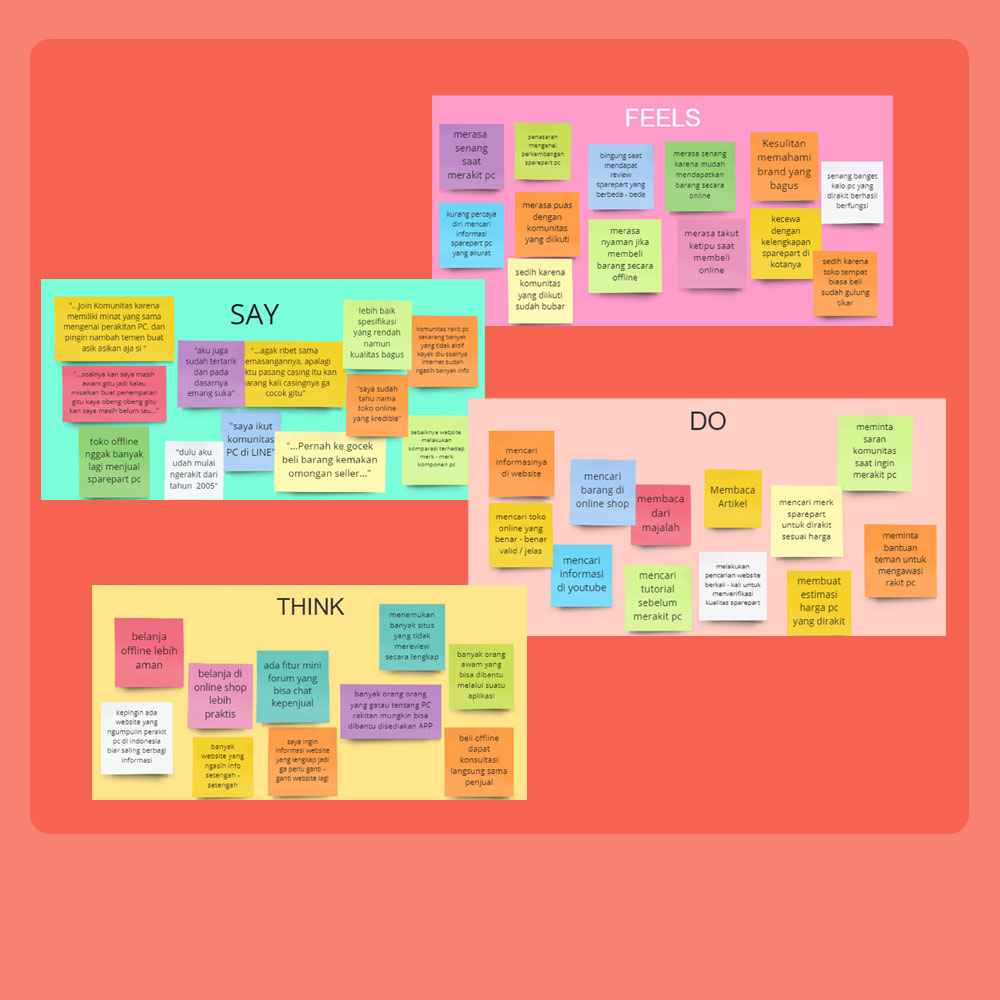 FEELS
merasa
senang
saat
merakit pc
penasaran
mengenai
perkembangan
sparepart pc
bingung saat
mendapat
review
sparepart yang
berbeda - beda
merasa senang
karena mudah
mendapatkan
barang secara
online
Kesulitan
memahami
brand yang
bagus
senang banget
kalo pc yang
dirakit berhasil
berfungsi
kurang percaya
diri mencari
informasi
sparepart pc
yang akurat
merasa puas
dengan
komunitas
yang diikuti
merasa
nyaman jika
membeli
barang secara
offline
merasa takut
ketipu saat
membeli
online
kecewa
dengan
kelengkapan
sparepart di
kotanya
sedih karena
komunitas
yang diikuti
sudah bubar
sedih karena
toko tempat
biasa beli
sudah gulung
tikar
SAY
"...Join Komunitas karena
memiliki minat yang sama
mengenai perakitan PC, dan
pingin nambah temen buat
asik asikan aja si "
"...soalnya kan saya masih
awam gitu jadi kalau
misalkan buat penempatan
gitu kaya obeng obeng gitu
kan saya masih belum tau..."
"aku juga
sudah tertarik
dan pada
dasarnya
emang suka"
"...agak ribet sama
emasangannya, apalagi
ktu pasang casing itu kan
arang kali casingnya ga
cocok gitu"
lebih baik
spesifikasi
yang rendah
namun
kualitas bagus
komunitas rakit pc
sekarang banyak
yang tidak aktif
kayak dlu soalnya
internet sudah
ngasih banyak info
"saya sudah
tahu nama
toko online
yang kredible"
toko offline
nggak banyak
lagi menjual
sparepart pc
"dulu aku
udah mulai
ngerakit dari
tahun 2005"
"saya ikut
komunitas
PC di LINE"
"...Pernah ke gocek
beli barang kemakan
omongan seller..."
sebaiknya website
melakukan
komparasi terhadap
merk - merk
komponen pc
DO
mencari
informasinya
di website
mencari
barang di
online shop
membaca
dari
majalah
Membaca
Artikel
mencari merk
sparepart
untuk dirakit
sesuai harga
meminta
saran
komunitas
saat ingin
merakit pc
mencari toko
online yang
benar - benar
valid / jelas
mencari
informasi
di youtube
mencari
tutorial
sebelum
merakit pc
melakukan
pencarian website
berkali - kali untuk
menverifikasi
kualitas sparepart
membuat
estimasi
harga pc
yang dirakit
meminta
bantuan
teman untuk
mengawasi
rakit pc
THINK
belanja
offline lebih
aman
belanja di
online shop
lebih
praktis
ada fitur mini
forum yang
bisa chat
kepenjual
menemukan
banyak situs
yang tidak
mereview
secara lengkap
banyak orang orang
yang gatau tentang PC
rakitan mungkin bisa
dibantu disediakan APP
banyak orang
awam yang
bisa dibantu
melalui suatu
aplikasi
kepingin ada
website yang
ngumpulin perakit
pc di indonesia
biar saling berbagi
informasi
banyak
website yang
ngasih info
setengah -
setengah
saya ingin
informasi website
yang lengkap jadi
ga perlu ganti -
ganti website lagi
beli offline
dapat
konsultasi
langsung sama
penjual